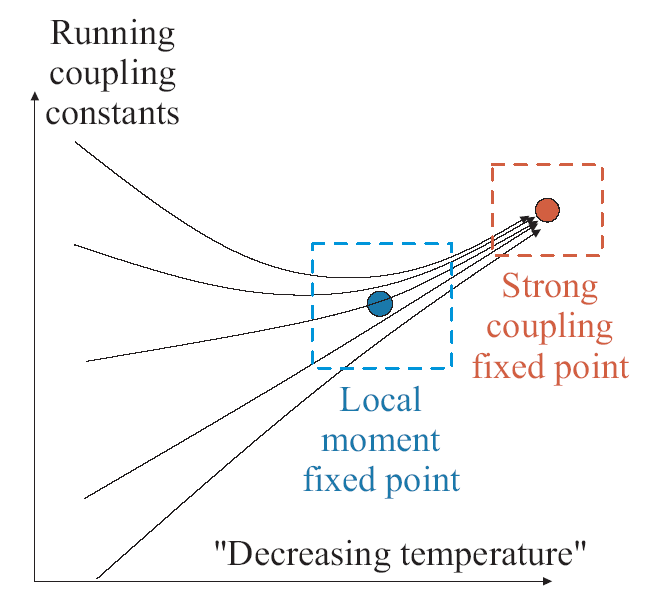 Running
coupling
constants
Strong
coupling
fixed point
Local
moment
fixed point
"Decreasing temperature"